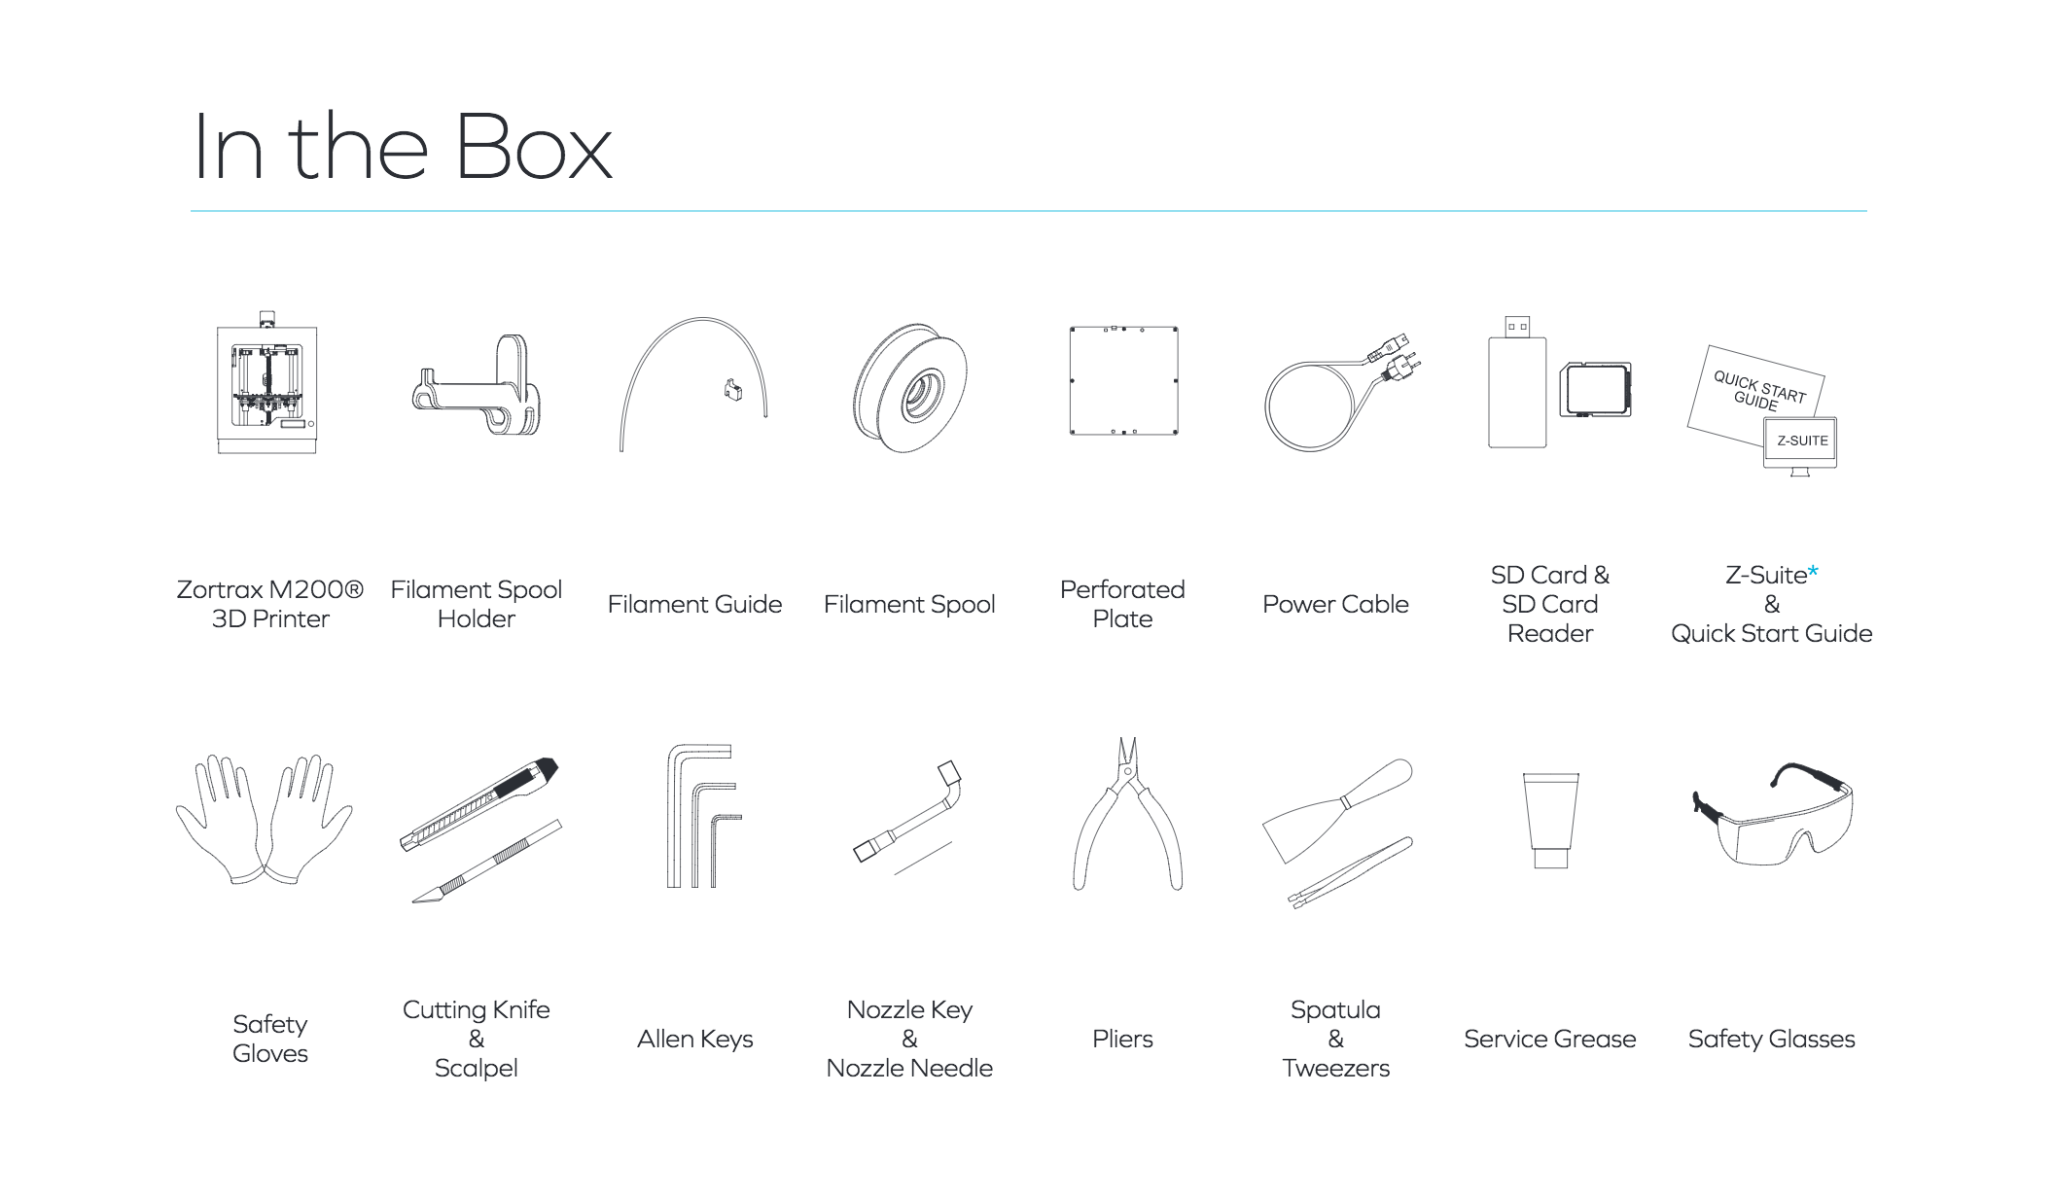 In the Box
QUICK START
GUIDE
Z-SUITE
Zortrax M200®
3D Printer
Filament Spool
Holder
Filament Guide
Filament Spool
Perforated
Plate
Power Cable
SD Card &
SD Card
Reader
Z-Suite*
&
Quick Start Guide
Safety
Gloves
Cutting Knife
&
Scalpel
Allen Keys
Nozzle Key
&
Nozzle Needle
Pliers
Spatula
&
Tweezers
Service Grease
Safety Glasses